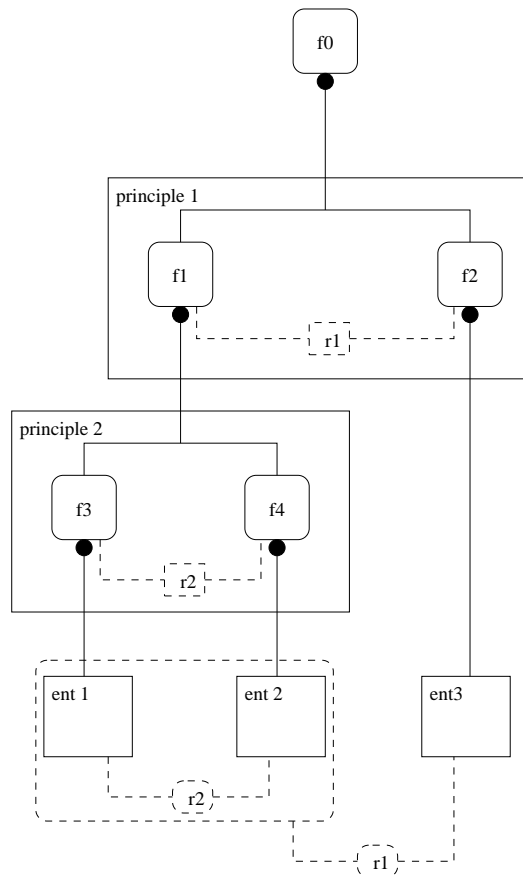 f0
principle 1
f1
f2
r1
principle 2
f3
f4
r2
ent 1
ent 2
ent3
r2
r1